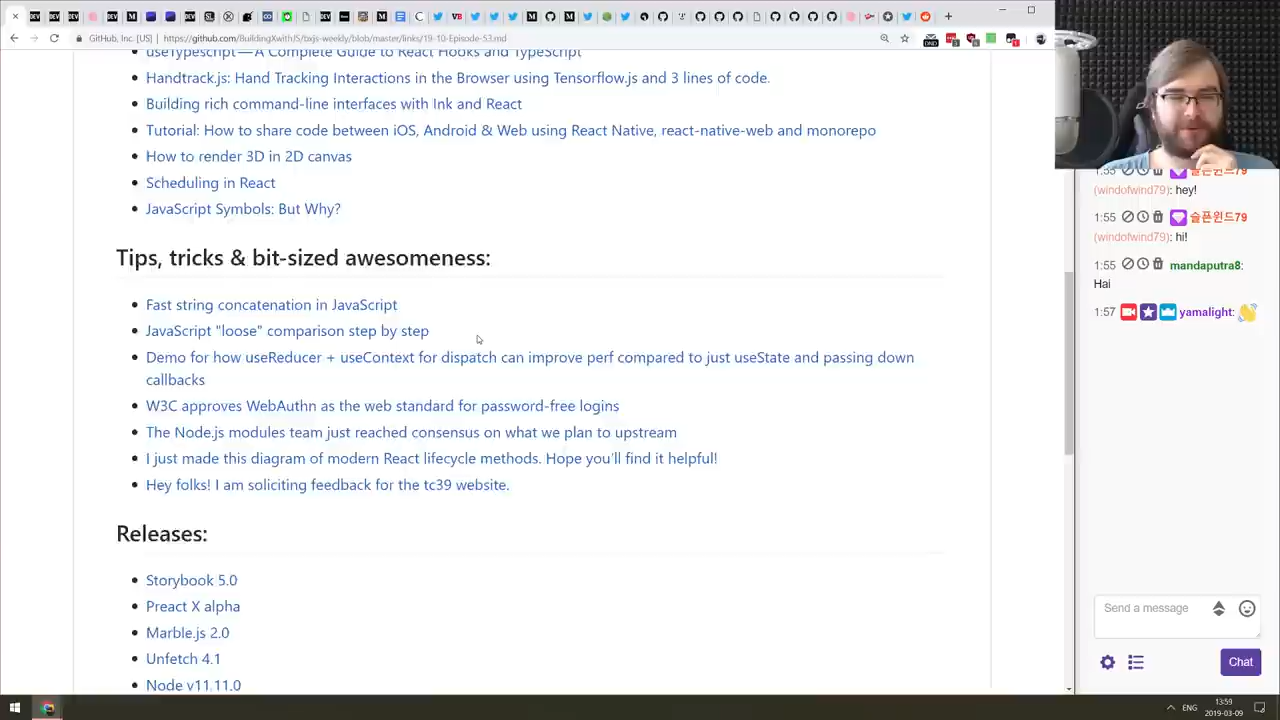 GitHub, Inc. [US]
https://github.com/BuildingXwithJS/bxjs-weekly/blob/master/links/19-10-Episode-53.md
useTypescript—A Complete Guide to React Hooks and TypeScript
Handtrack.js: Hand Tracking Interactions in the Browser using Tensorflow.js and 3 lines of code.
Building rich command-line interfaces with Ink and React
Tutorial: How to share code between iOS, Android & Web using React Native, react-native-web and monorepo
How to render 3D in 2D canvas
Scheduling in React
JavaScript Symbols: But Why?
Tips, tricks & bit-sized awesomeness:
Fast string concatenation in JavaScript
JavaScript "loose" comparison step by step
Demo for how useReducer + useContext for dispatch can improve perf compared to just useState and passing down
callbacks
W3C approves WebAuthn as the web standard for password-free logins
The Node.js modules team just reached consensus on what we plan to upstream
I just made this diagram of modern React lifecycle methods. Hope you'll find it helpful!
Hey folks! I am soliciting feedback for the tc39 website.
Releases:
Storybook 5.0
Preact X alpha
Marble.js 2.0
Unfetch 4.1
Node v11.11.0
1:55 슬픈윈드79
(windofwind79): hey!
1:55 슬픈윈드79
(windofwind79): hi!
1:55 mandaputra8:
Hai
1:57 yamalight:
Send a message
Chat
ENG
13:59
2019-03-09